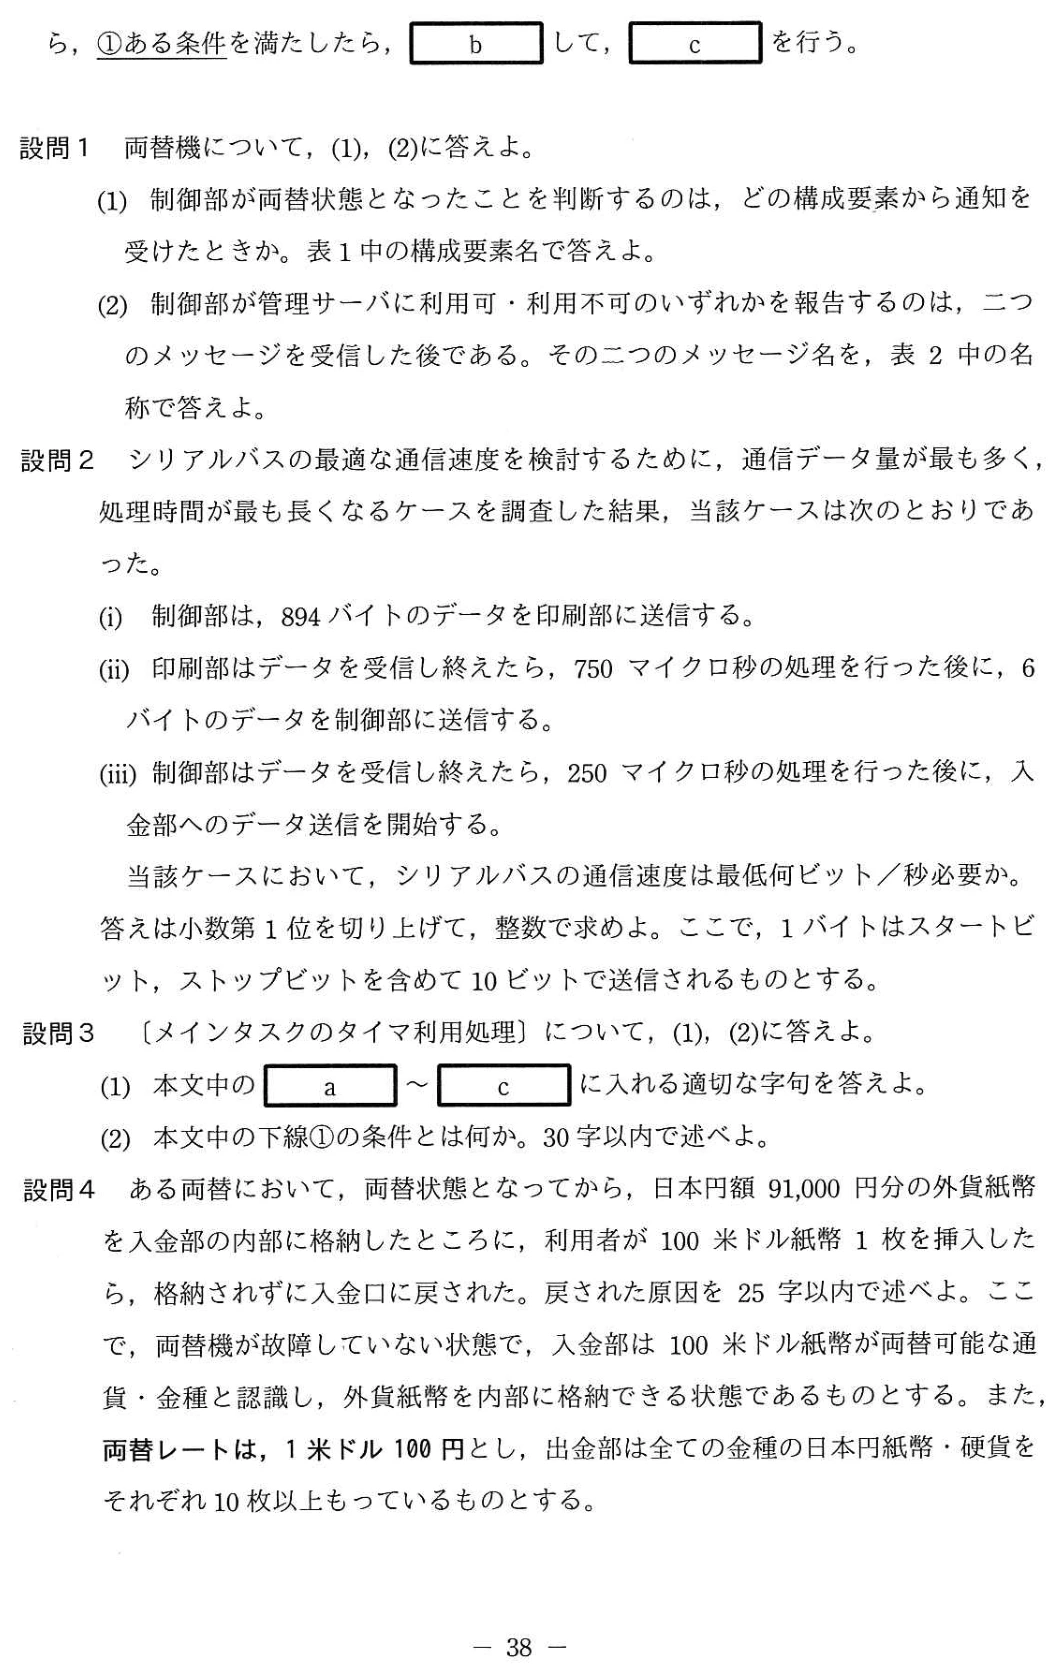 ら，①ある条件を満たしたら， b して， c を行う。
設問1 両替機について，(1)，(2)に答えよ。
(1) 制御部が両替状態となったことを判断するのは，どの構成要素から通知を
受けたときか。表1中の構成要素名で答えよ。
(2) 制御部が管理サーバに利用可・利用不可のいずれかを報告するのは，二つ
のメッセージを受信した後である。その二つのメッセージ名を，表 2 中の名
称で答えよ。
設問2 シリアルバスの最適な通信速度を検討するために，通信データ量が最も多く，
処理時間が最も長くなるケースを調査した結果，当該ケースは次のとおりであ
った。
(i) 制御部は，894 バイトのデータを印刷部に送信する。
(ii) 印刷部はデータを受信し終えたら，750 マイクロ秒の処理を行った後に，6
バイトのデータを制御部に送信する。
(iii) 制御部はデータを受信し終えたら，250 マイクロ秒の処理を行った後に，入
金部へのデータ送信を開始する。
当該ケースにおいて，シリアルバスの通信速度は最低何ビット／秒必要か。
答えは小数第 1 位を切り上げて，整数で求めよ。ここで，1 バイトはスタートビ
ット，ストップビットを含めて 10 ビットで送信されるものとする。
設問3 〔メインタスクのタイマ利用処理〕について，(1)，(2)に答えよ。
(1) 本文中の a ～ c に入れる適切な字句を答えよ。
(2) 本文中の下線①の条件とは何か。30 字以内で述べよ。
設問4 ある両替において，両替状態となってから，日本円額 91,000 円分の外貨紙幣
を入金部の内部に格納したところに，利用者が 100 米ドル紙幣 1 枚を挿入した
ら，格納されずに入金口に戻された。戻された原因を 25 字以内で述べよ。ここ
で，両替機が故障していない状態で，入金部は 100 米ドル紙幣が両替可能な通
貨・金種と認識し，外貨紙幣を内部に格納できる状態であるものとする。また，
両替レートは，1 米ドル 100 円とし，出金部は全ての金種の日本円紙幣・硬貨を
それぞれ 10 枚以上もっているものとする。
－ 38 －